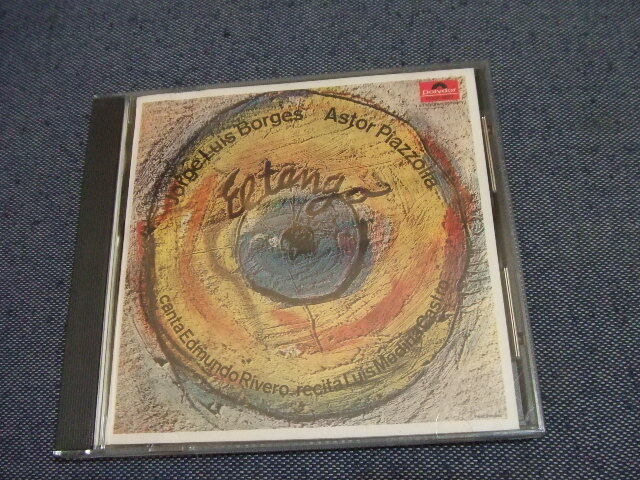 polydor
Jorge Luis Borges Astor Piazzolla
El tango
canta Edmundo Rivero recita Luis Medina Castro